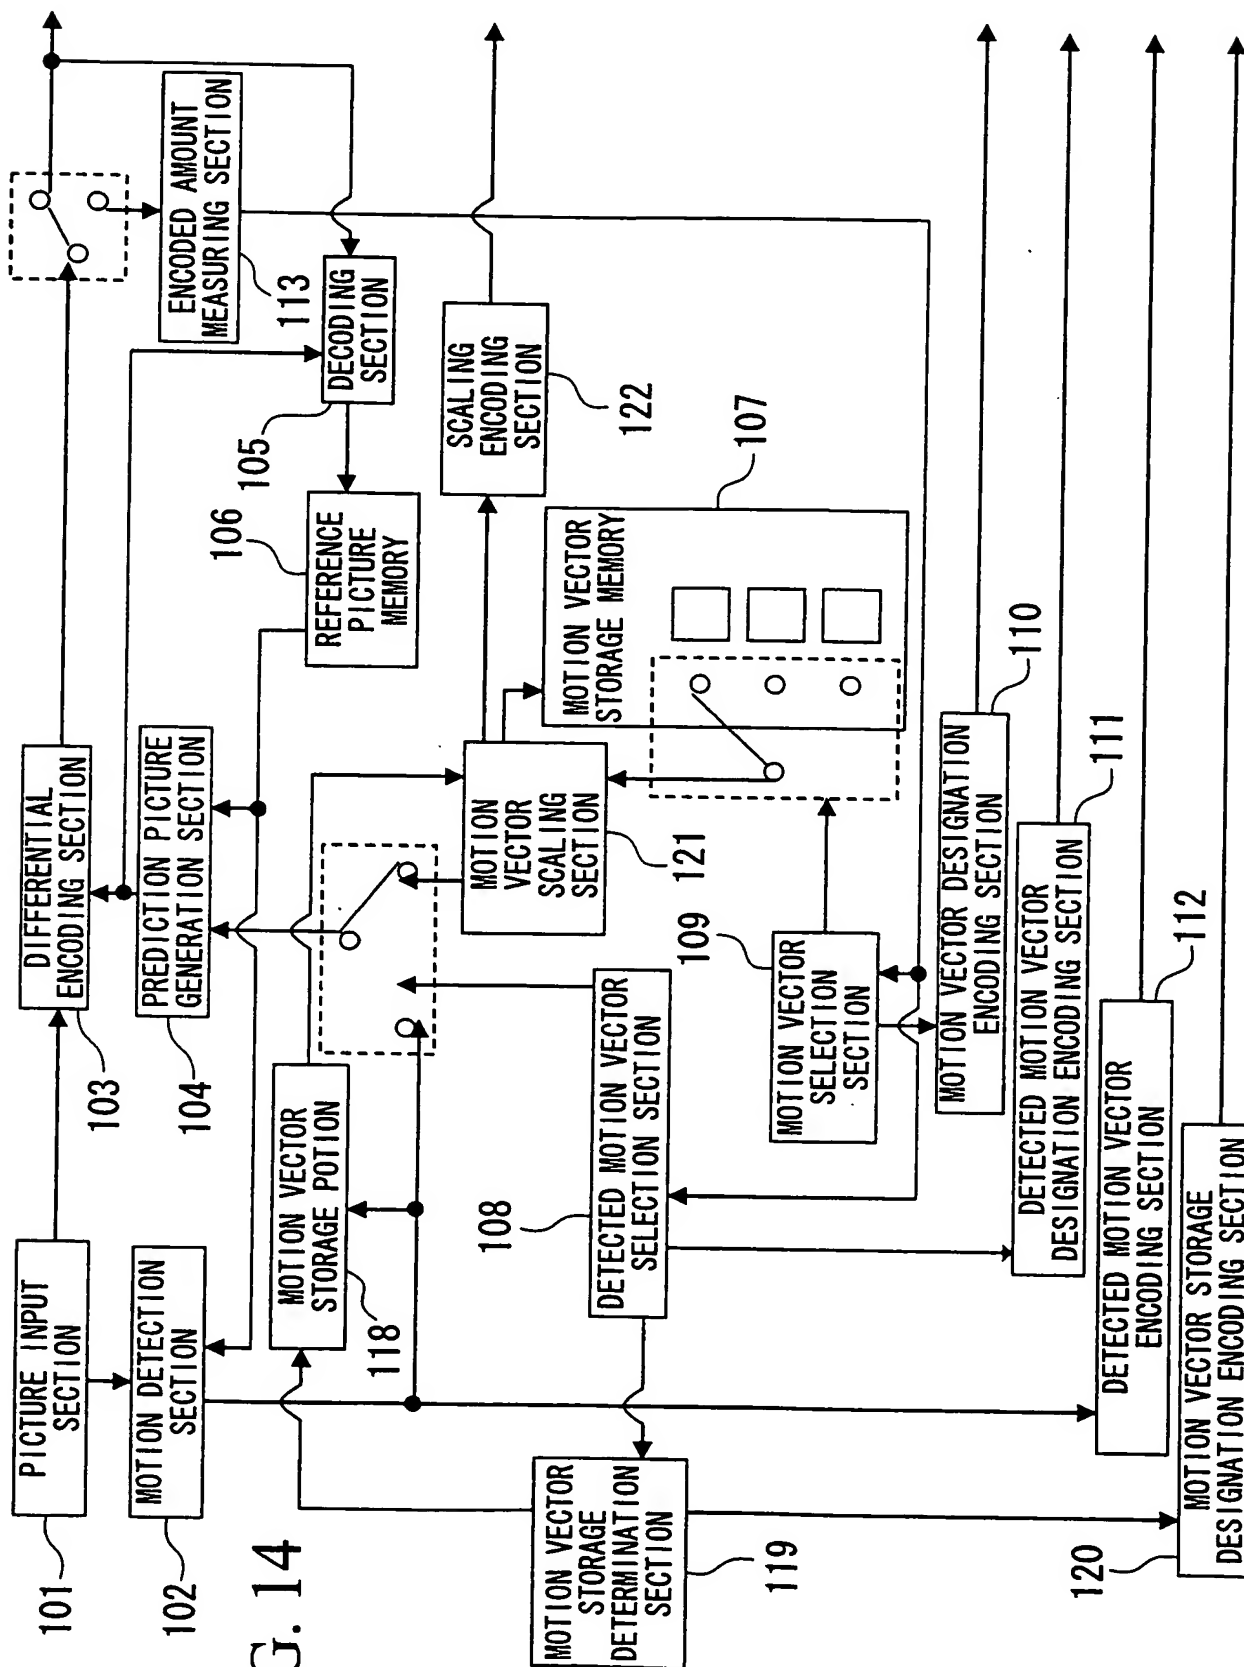 G. 14
101
PICTURE INPUT
SECTION
102
MOTION DETECTION
SECTION
103
DIFFERENTIAL
ENCODING SECTION
104
PREDICTION PICTURE
GENERATION SECTION
ENCODED AMOUNT
MEASURING SECTION
113
DECODING
SECTION
105
106
REFERENCE
PICTURE
MEMORY
MOTION VECTOR
STORAGE POTION
118
SCALING
ENCODING
SECTION
122
MOTION
VECTOR
SCALING
SECTION
121
MOTION VECTOR
STORAGE MEMORY
107
108
DETECTED MOTION VECTOR
SELECTION SECTION
109
MOTION VECTOR
SELECTION
SECTION
MOTION VECTOR
STORAGE
DETERMINATION
SECTION
119
MOTION VECTOR DESIGNATION
ENCODING SECTION
110
DETECTED MOTION VECTOR
DESIGNATION ENCODING SECTION
111
DETECTED MOTION VECTOR
ENCODING SECTION
112
120
MOTION VECTOR STORAGE
DESIGNATION ENCODING SECTION